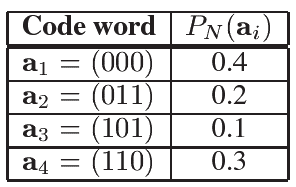 Code word P_N(a_i)
a_1 = (000) 0.4
a_2 = (011) 0.2
a_3 = (101) 0.1
a_4 = (110) 0.3